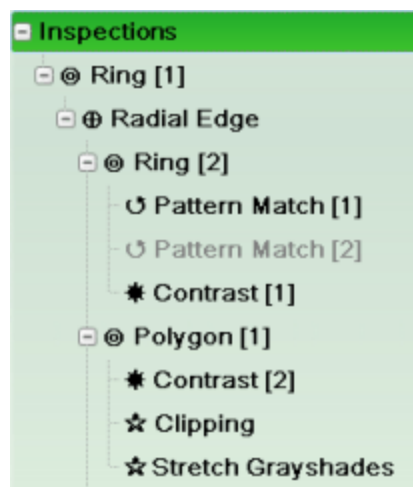 Inspections
Ring [1]
Radial Edge
Ring [2]
Pattern Match [1]
Pattern Match [2]
Contrast [1]
Polygon [1]
Contrast [2]
Clipping
Stretch Grayshades